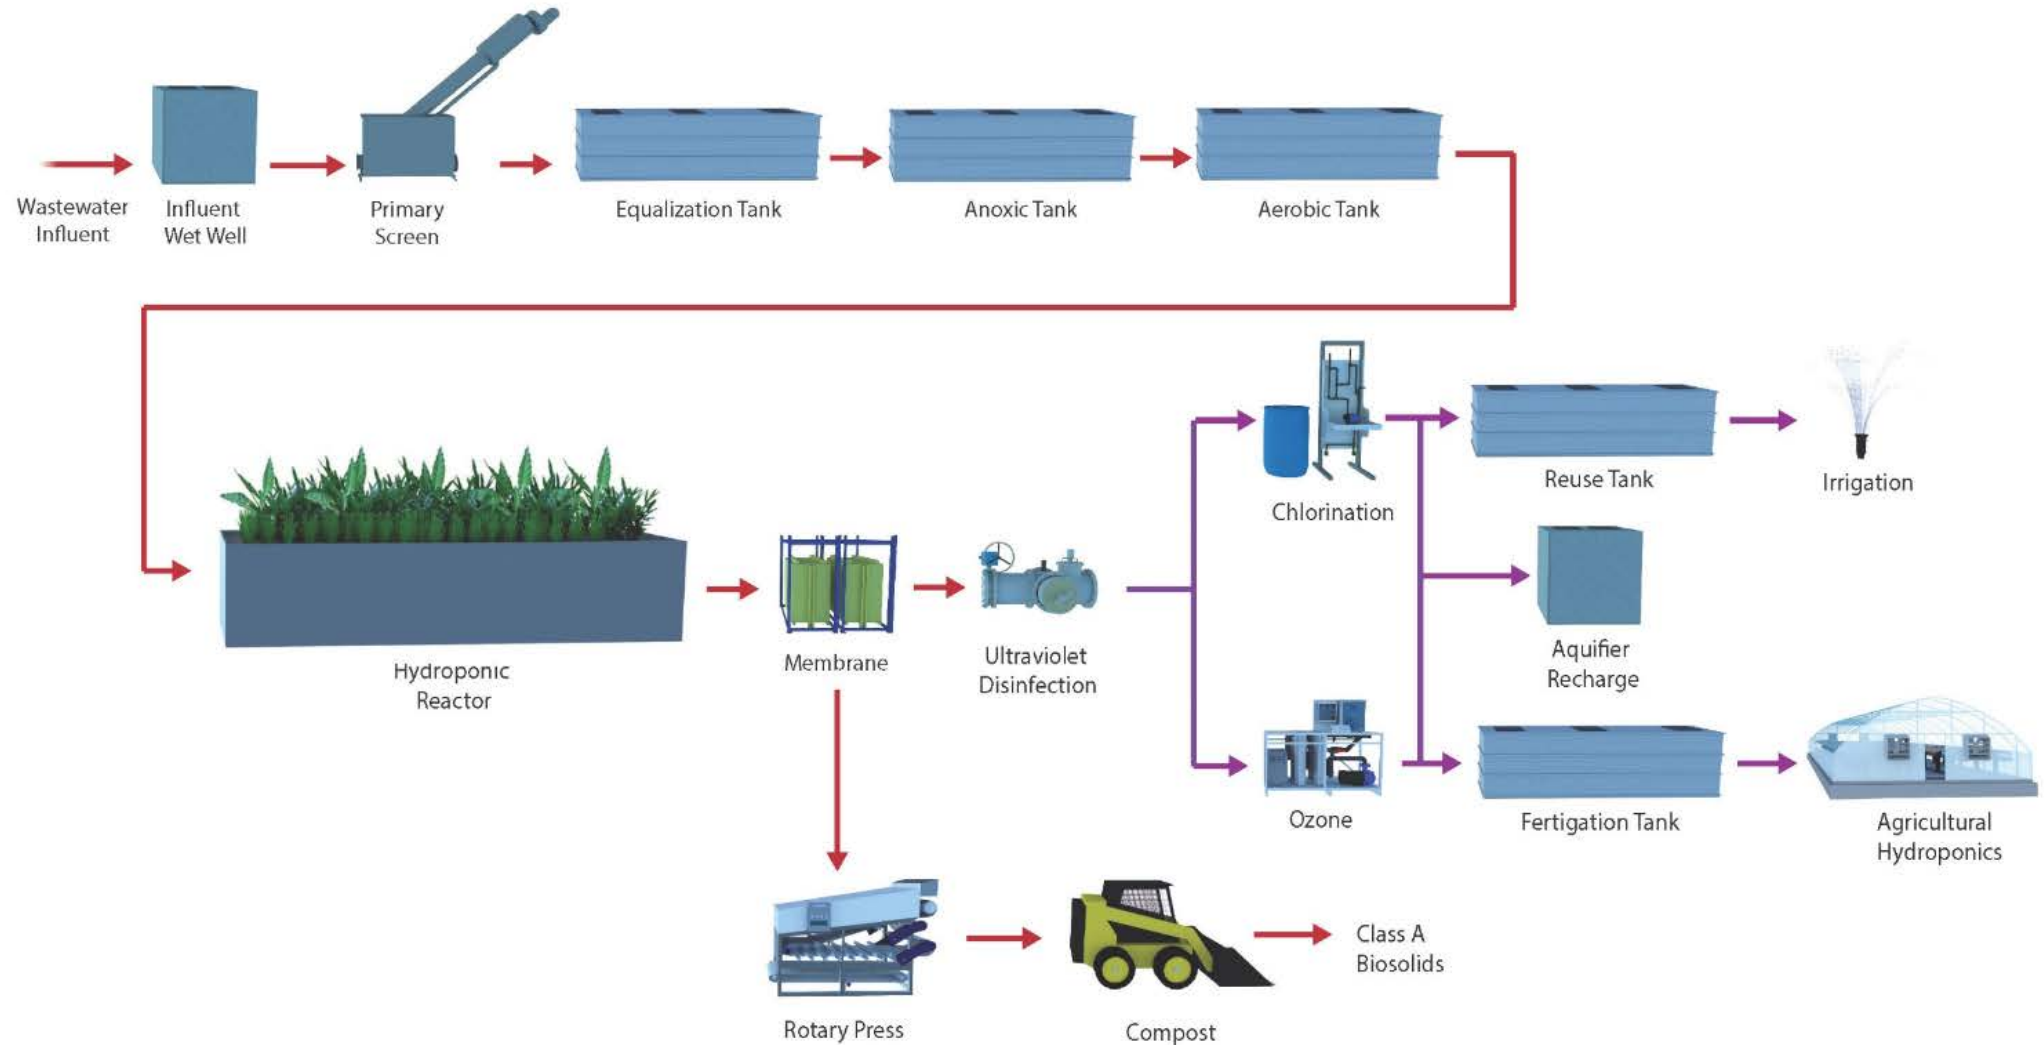 Wastewater
Influent
Influent
Wet Well
Primary
Screen
Equalization Tank
Anoxic Tank
Aerobic Tank
Hydroponic
Reactor
Membrane
Ultraviolet
Disinfection
Chlorination
Reuse Tank
Irrigation
Aquifier
Recharge
Ozone
Fertigation Tank
Agricultural
Hydroponics
Rotary Press
Compost
Class A
Biosolids